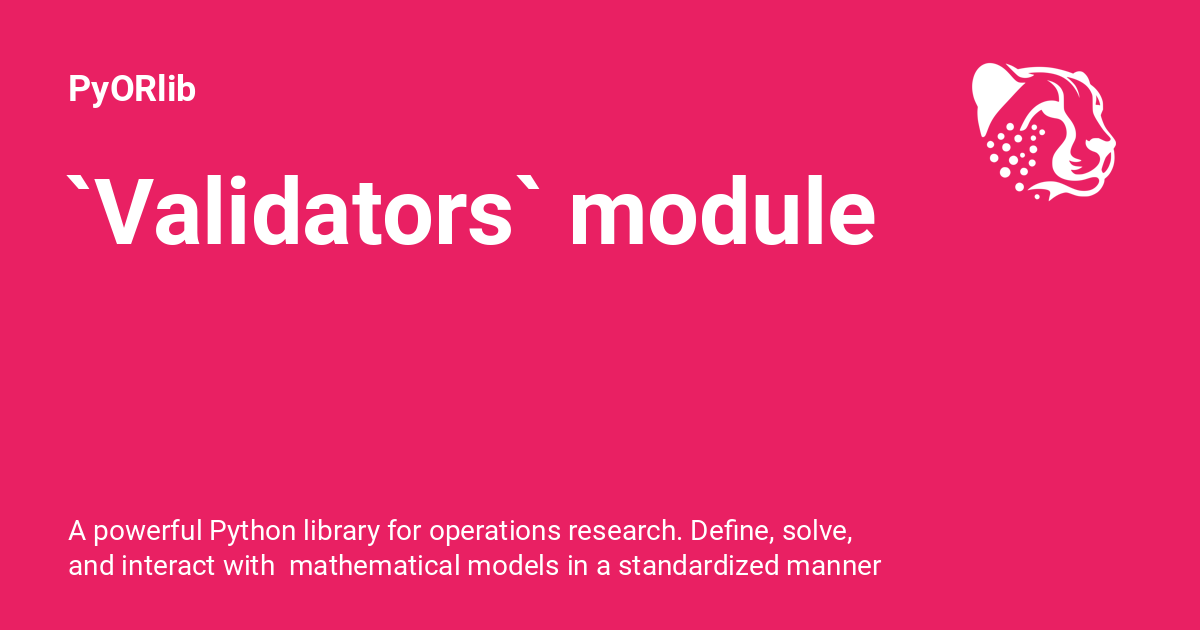 PyORlib
`Validators` module
A powerful Python library for operations research. Define, solve,
and interact with  mathematical models in a standardized manner